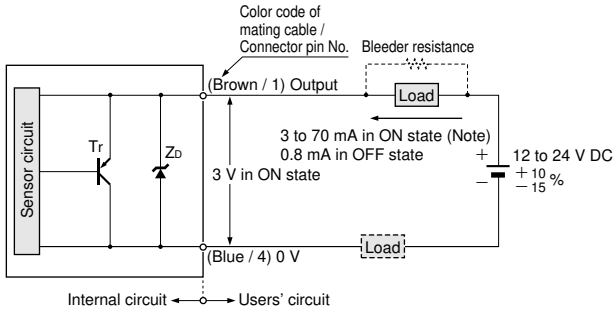 Color code of
mating cable /
Connector pin No.
Bleeder resistance
(Brown / 1) Output
Load
Sensor circuit
Tr
ZD
3 V in ON state
3 to 70 mA in ON state (Note)
0.8 mA in OFF state
+
−
12 to 24 V DC
+ 10
− 15 %
(Blue / 4) 0 V
Load
Internal circuit
Users' circuit